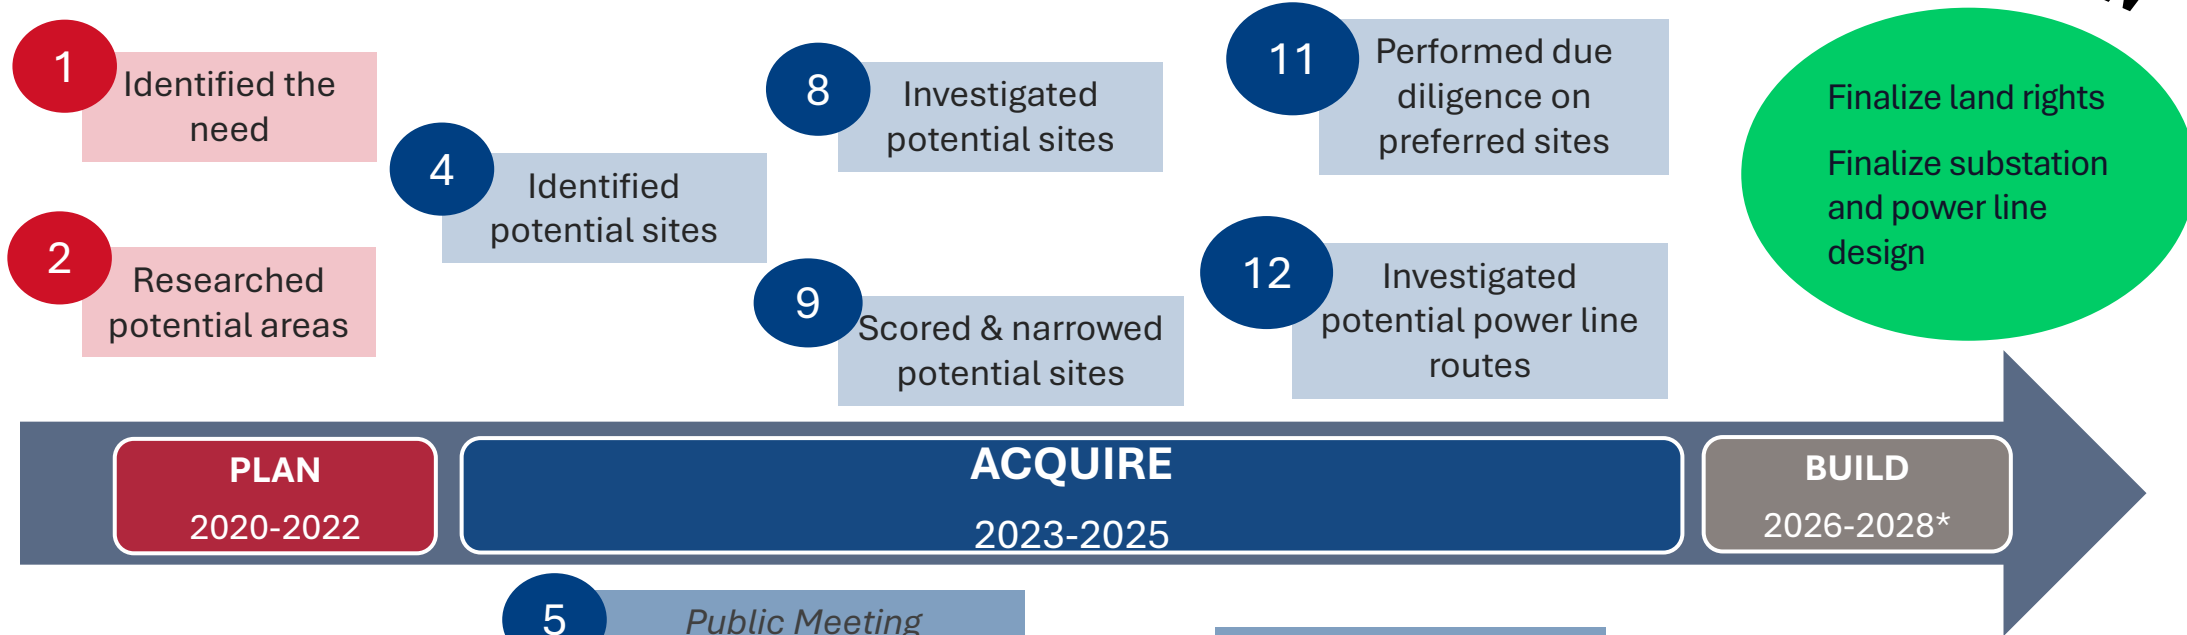 1
Identified the
need
2
Researched
potential areas
4
Identified
potential sites
8
Investigated
potential sites
9
Scored & narrowed
potential sites
11
Performed due
diligence on
preferred sites
12
Investigated
potential power line
routes
Finalize land rights
Finalize substation
and power line
design
PLAN
2020-2022
ACQUIRE
2023-2025
BUILD
2026-2028*
5
Public Meeting